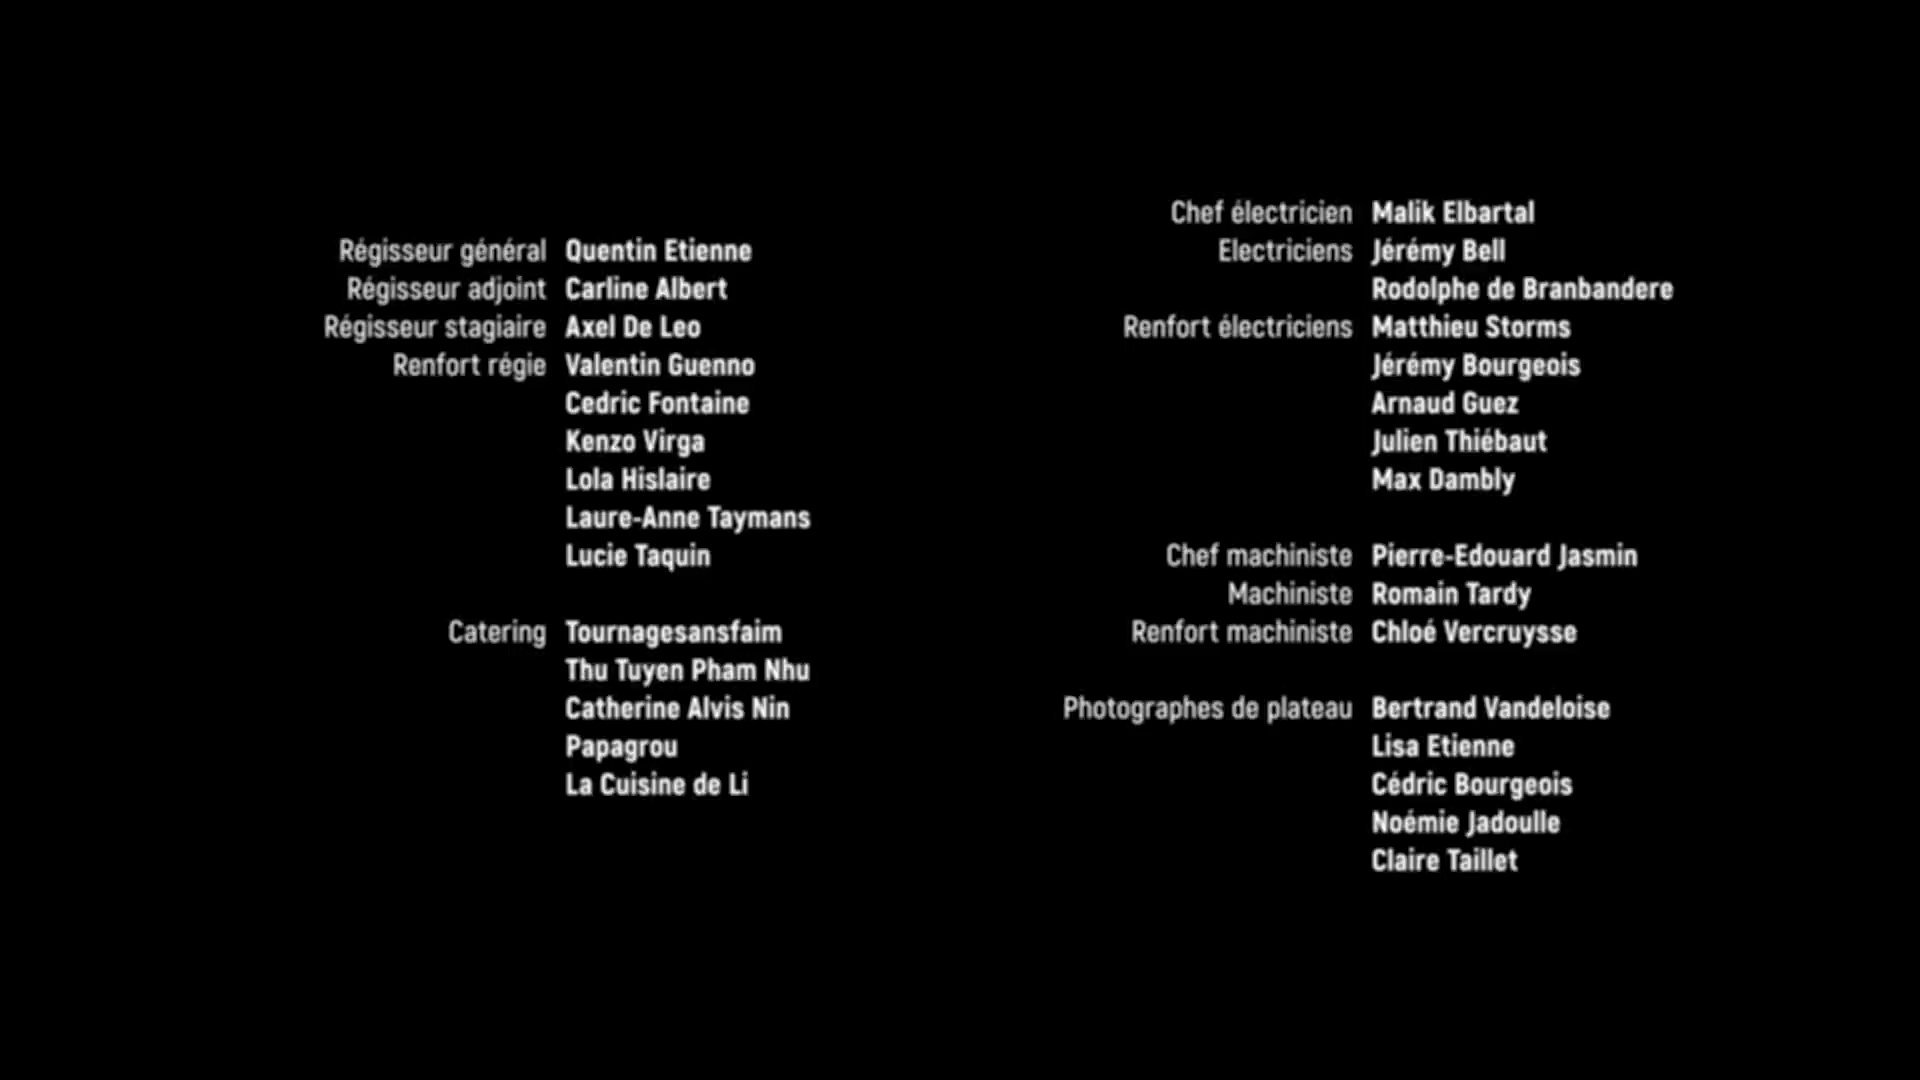 Régisseur général Quentin Etienne
Régisseur adjoint Carline Albert
Régisseur stagiaire Axel De Leo
Renfort régie Valentin Guenno
Cedric Fontaine
Kenzo Virga
Lola Hislaire
Laure-Anne Taymans
Lucie Taquin
Catering Tournagesansfaim
Thu Tuyen Pham Nhu
Catherine Alvis Nin
Papagrou
La Cuisine de Li
Chef électricien Malik Elbartal
Electriciens Jérémy Bell
Rodolphe de Branbandere
Renfort électriciens Matthieu Storms
Jérémy Bourgeois
Arnaud Guez
Julien Thiébaut
Max Dambly
Chef machiniste Pierre-Edouard Jasmin
Machiniste Romain Tardy
Renfort machiniste Chloé Vercruysse
Photographes de plateau Bertrand Vandeloise
Lisa Etienne
Cédric Bourgeois
Noémie Jadoulle
Claire Taillet